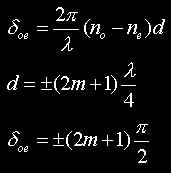 δ_oe = 2π/λ (n_o − n_e)d
d = ±(2m + 1) λ/4
δ_oe = ±(2m + 1) π/2